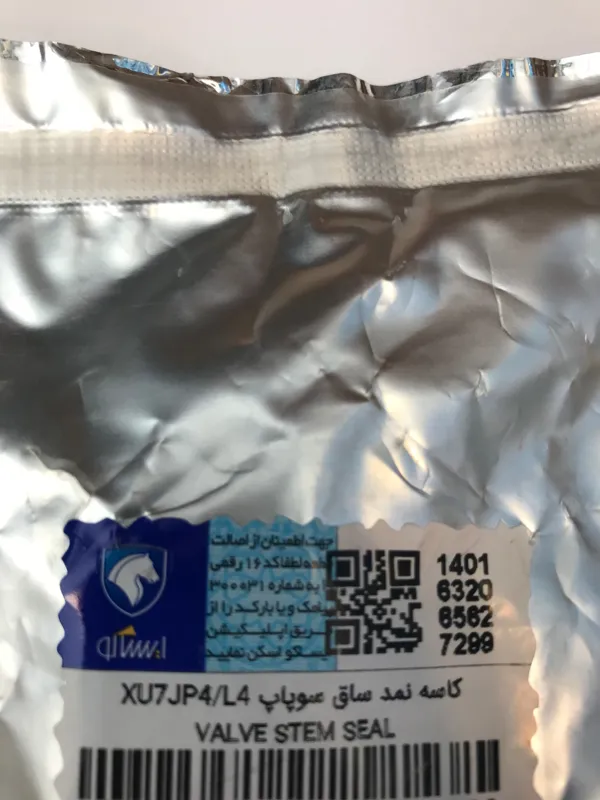 جهت اطمینان از اصالت
لطفا کد ۱۶ رقمی
به شماره ۳۰۰۰۳۱
پیامک و یا بارکد را از
طریق اپلیکیشن
ایساکو اسکن نمایید
1401
6320
6562
7299
ایساکو
کاسه نمد ساق سوپاپ XU7JP4/L4
VALVE STEM SEAL